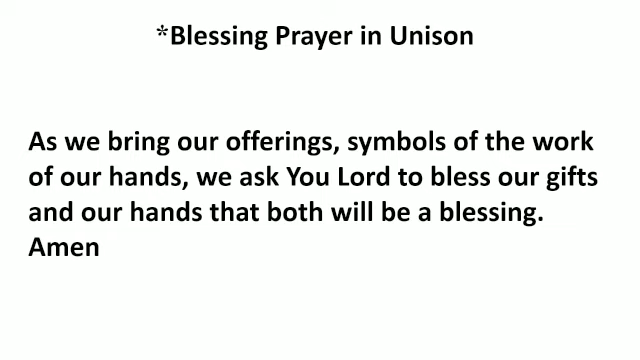 *Blessing Prayer in Unison
As we bring our offerings, symbols of the work
of our hands, we ask You Lord to bless our gifts
and our hands that both will be a blessing.
Amen